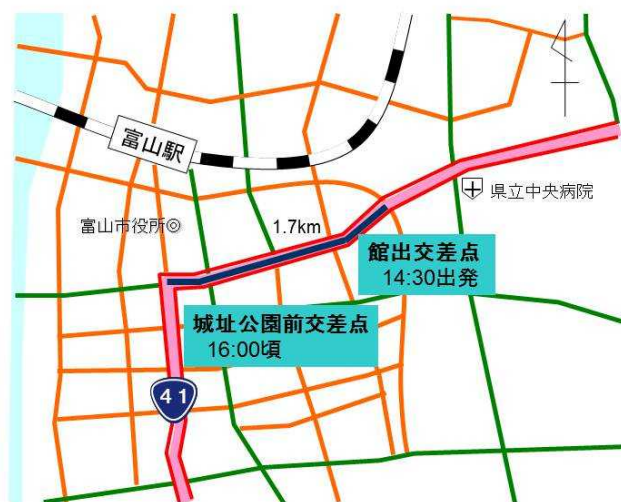 富山駅
県立中央病院
富山市役所◎
1.7km
館出交差点
14:30出発
城址公園前交差点
16:00頃
41